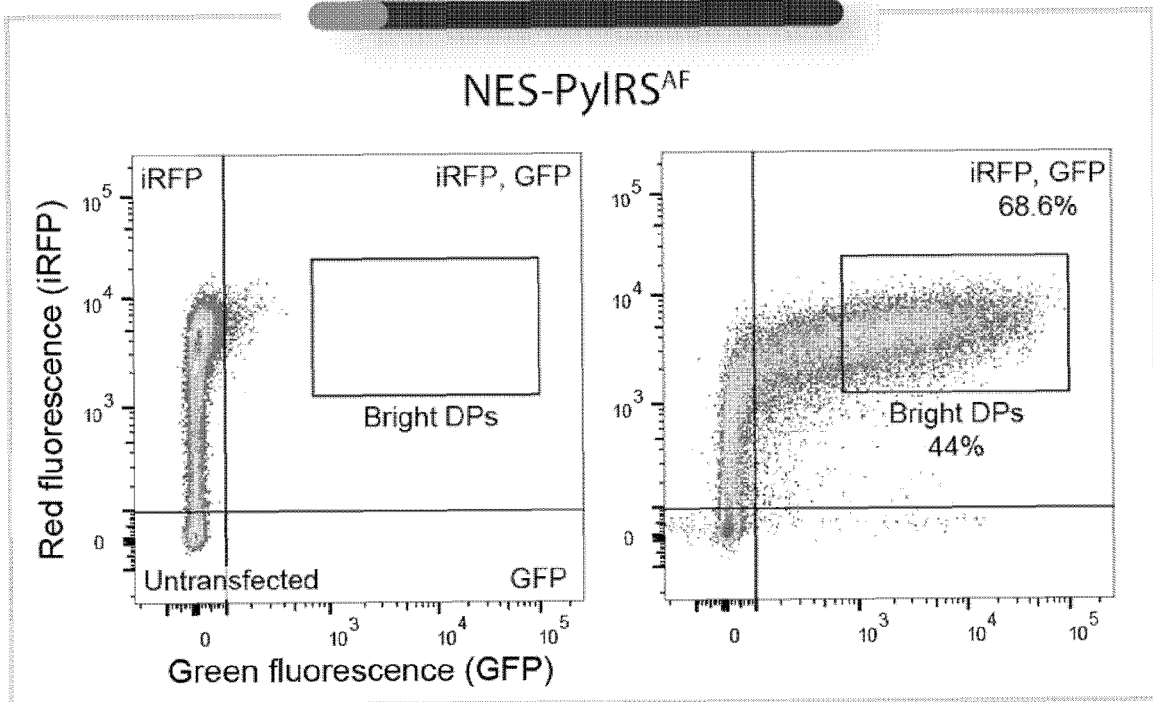 NES-PylRS^AF
iRFP
iRFP, GFP
iRFP, GFP
68.6%
10^5
10^4
10^3
0
10^5
10^4
10^3
0
Red fluorescence (iRFP)
Bright DPs
Bright DPs
44%
Untransfected
GFP
0
10^3
10^4
10^5
0
10^3
10^4
10^5
Green fluorescence (GFP)